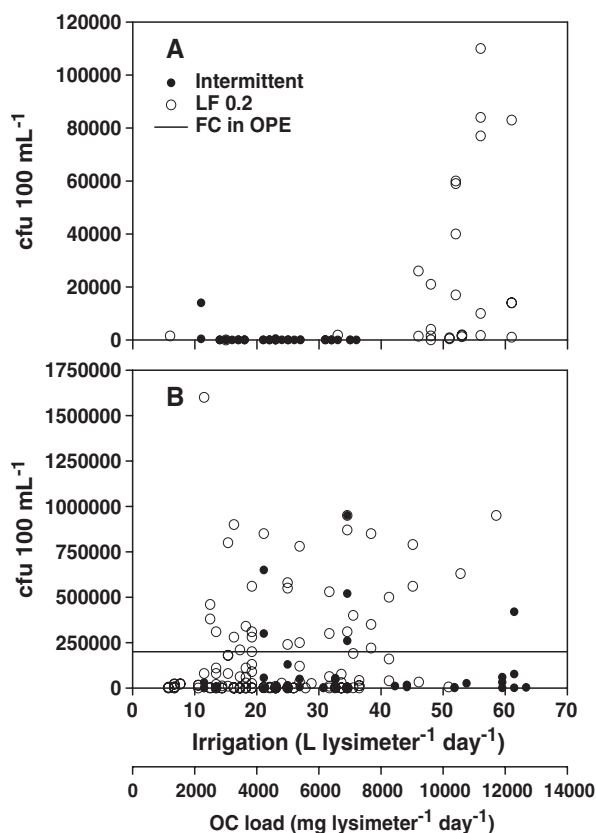 120000
100000
80000
60000
40000
20000
0
cfu 100 mL⁻¹
A
Intermittent
LF 0.2
FC in OPE
1750000
1500000
1250000
1000000
750000
500000
250000
0
cfu 100 mL⁻¹
B
0 10 20 30 40 50 60 70
Irrigation (L lysimeter⁻¹ day⁻¹)
0 2000 4000 6000 8000 10000 12000 14000
OC load (mg lysimeter⁻¹ day⁻¹)